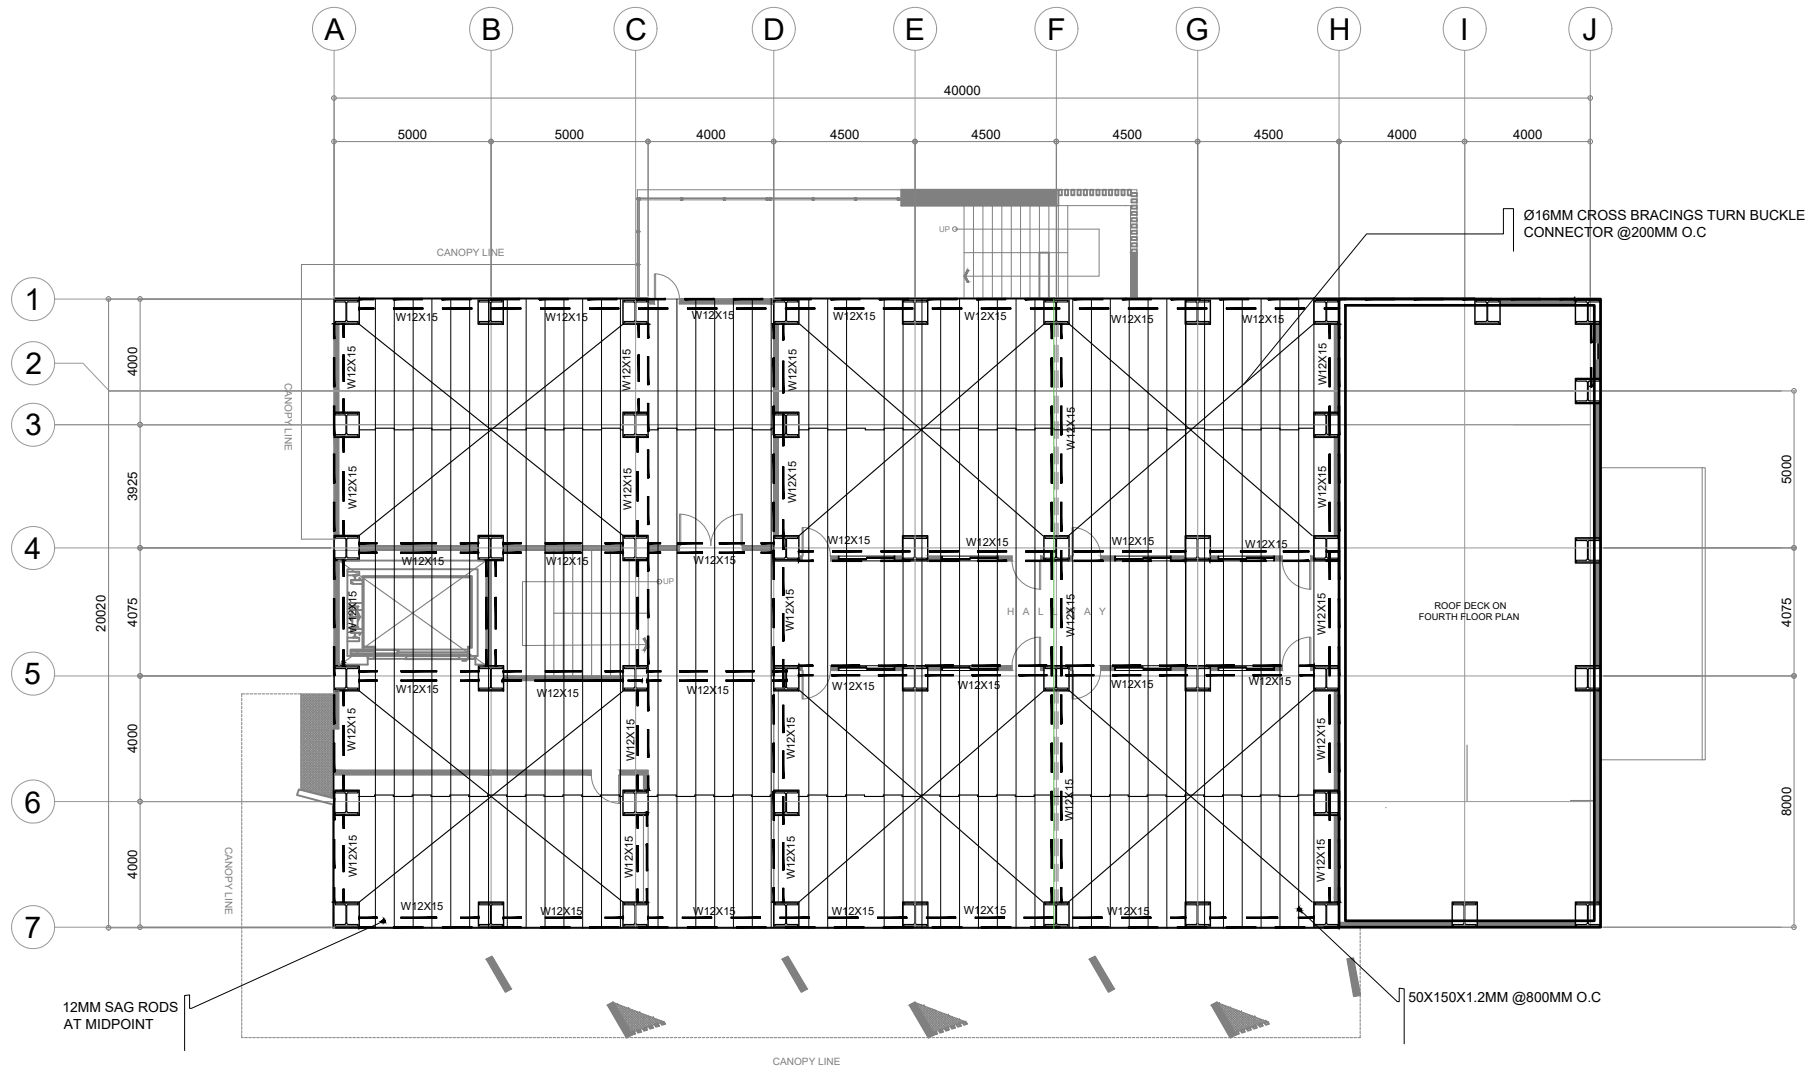 A B C D E F G H I J
40000
5000 5000 4000 4500 4500 4500 4500 4000 4000
Ø16MM CROSS BRACINGS TURN BUCKLE
CONNECTOR @200MM O.C
UP
CANOPY LINE
1
W12X15 W12X15 W12X15 W12X15 W12X15 W12X15 W12X15
2
4000
W12X15 W12X15 W12X15 W12X15
CANOPY LINE
3
W12X15
3925
W12X15 W12X15 W12X15 W12X15
5000
4
W12X15 W12X15 W12X15 W12X15 W12X15 W12X15 W12X15
UP
20020
4075
W12X15 W12X15 W12X15 W12X15
HALLWAY
ROOF DECK ON
FOURTH FLOOR PLAN
4075
5
W12X15 W12X15 W12X15 W12X15 W12X15 W12X15 W12X15
4000
W12X15 W12X15 W12X15 W12X15
6
W12X15
8000
4000
W12X15 W12X15 W12X15 W12X15
CANOPY LINE
7
W12X15 W12X15 W12X15 W12X15 W12X15 W12X15
12MM SAG RODS
AT MIDPOINT
50X150X1.2MM @800MM O.C
CANOPY LINE